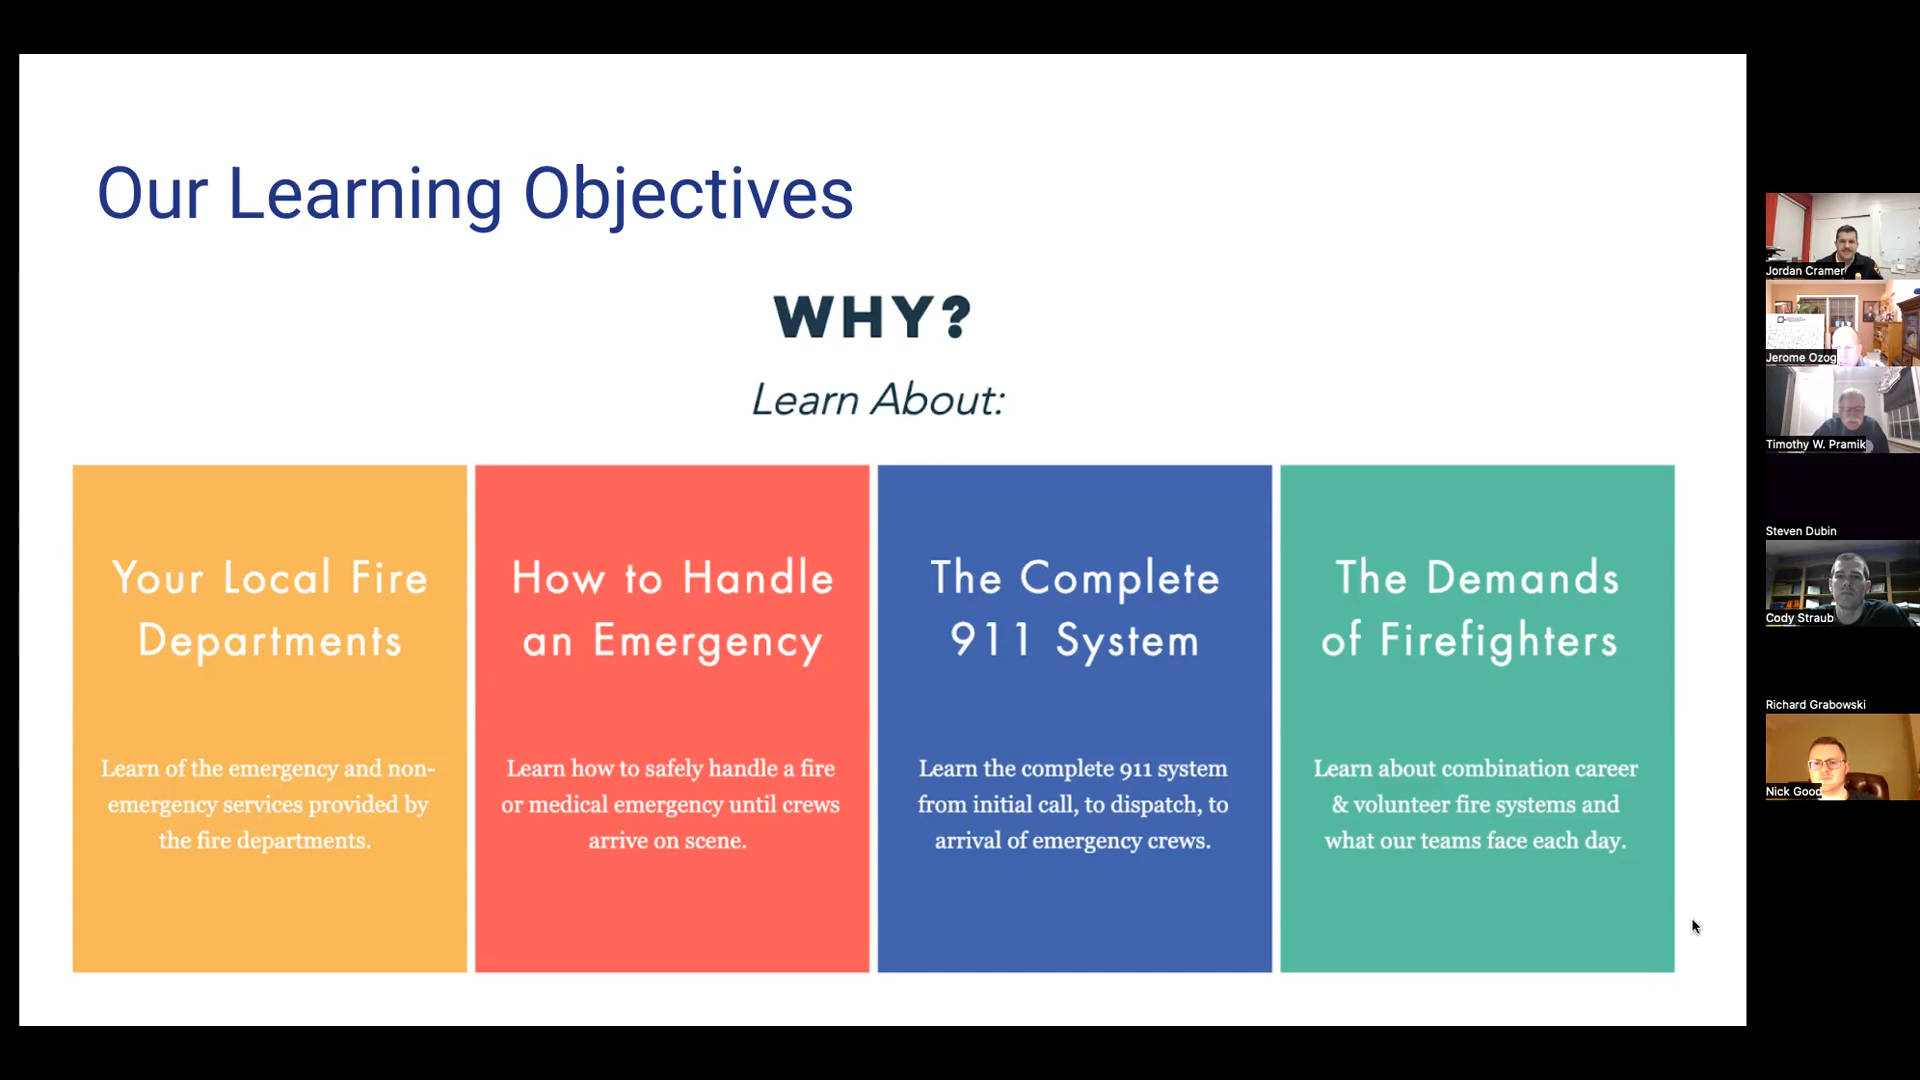 Our Learning Objectives
WHY?
Learn About:
Your Local Fire
Departments
Learn of the emergency and non-
emergency services provided by
the fire departments.
How to Handle
an Emergency
Learn how to safely handle a fire
or medical emergency until crews
arrive on scene.
The Complete
911 System
Learn the complete 911 system
from initial call, to dispatch, to
arrival of emergency crews.
The Demands
of Firefighters
Learn about combination career
& volunteer fire systems and
what our teams face each day.
Jordan Cramer
Jerome Ozog
Timothy W. Pramik
Steven Dubin
Cody Straub
Richard Grabowski
Nick Good